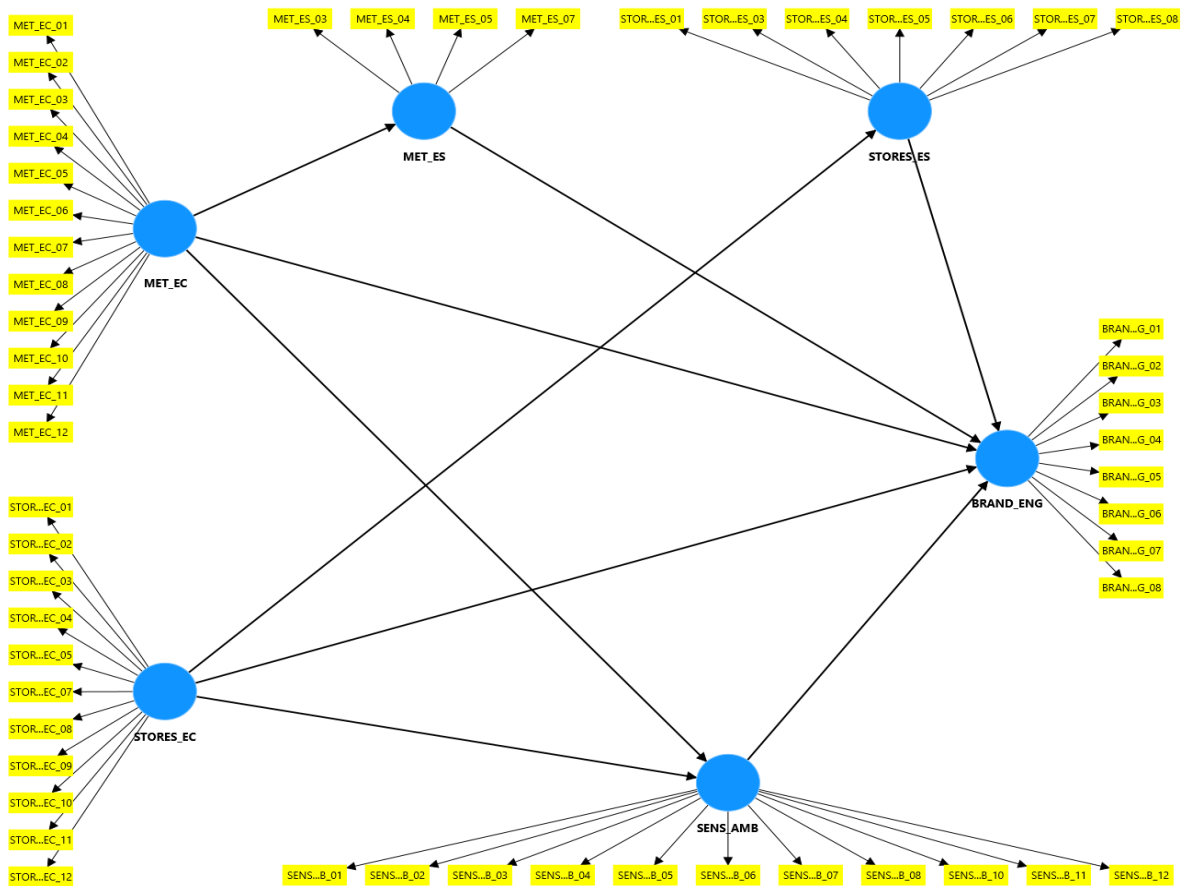 MET_EC_01
MET_EC_02
MET_EC_03
MET_EC_04
MET_EC_05
MET_EC_06
MET_EC_07
MET_EC_08
MET_EC_09
MET_EC_10
MET_EC_11
MET_EC_12
MET_EC
MET_ES_03
MET_ES_04
MET_ES_05
MET_ES_07
MET_ES
STOR...ES_01
STOR...ES_03
STOR...ES_04
STOR...ES_05
STOR...ES_06
STOR...ES_07
STOR...ES_08
STORES_ES
BRAN...G_01
BRAN...G_02
BRAN...G_03
BRAN...G_04
BRAN...G_05
BRAN...G_06
BRAN...G_07
BRAN...G_08
BRAND_ENG
STOR...EC_01
STOR...EC_02
STOR...EC_03
STOR...EC_04
STOR...EC_05
STOR...EC_07
STOR...EC_08
STOR...EC_09
STOR...EC_10
STOR...EC_11
STOR...EC_12
STORES_EC
SENS_AMB
SENS...B_01
SENS...B_02
SENS...B_03
SENS...B_04
SENS...B_05
SENS...B_06
SENS...B_07
SENS...B_08
SENS...B_10
SENS...B_11
SENS...B_12